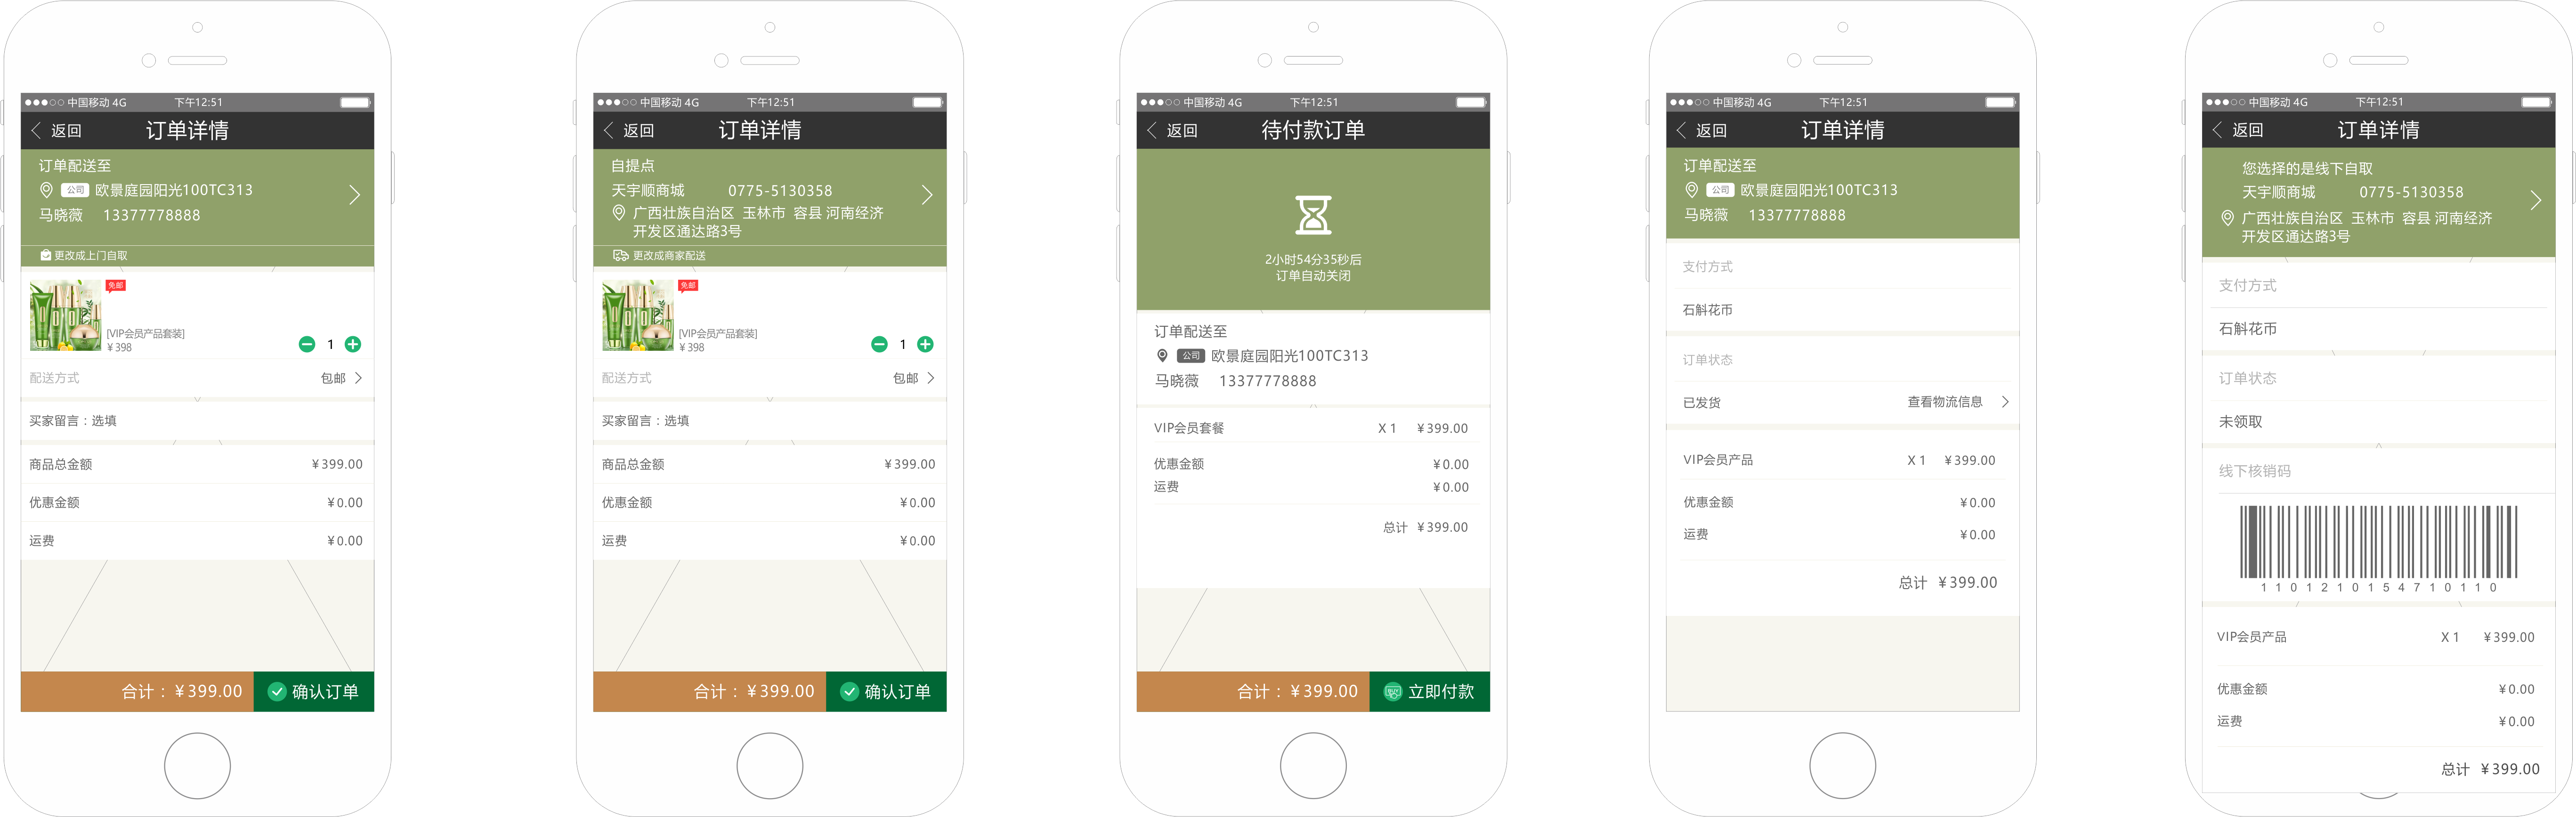 中国移动 4G 下午12:51
返回 订单详情
订单配送至
公司 欧景庭园阳光100TC313
马晓薇 13377778888
更改成上门自取
免邮
[VIP会员产品套装]
¥398
1
配送方式 包邮
买家留言：选填
商品总金额 ¥399.00
优惠金额 ¥0.00
运费 ¥0.00
合计：¥399.00 确认订单
中国移动 4G 下午12:51
返回 订单详情
自提点
天宇顺商城 0775-5130358
广西壮族自治区 玉林市 容县 河南经济
开发区通达路3号
更改成商家配送
免邮
[VIP会员产品套装]
¥398
1
配送方式 包邮
买家留言：选填
商品总金额 ¥399.00
优惠金额 ¥0.00
运费 ¥0.00
合计：¥399.00 确认订单
中国移动 4G 下午12:51
返回 待付款订单
2小时54分35秒后
订单自动关闭
订单配送至
公司 欧景庭园阳光100TC313
马晓薇 13377778888
VIP会员套餐 X 1 ¥399.00
优惠金额 ¥0.00
运费 ¥0.00
总计 ¥399.00
合计：¥399.00 立即付款
中国移动 4G 下午12:51
返回 订单详情
订单配送至
公司 欧景庭园阳光100TC313
马晓薇 13377778888
支付方式
石斛花币
订单状态
已发货 查看物流信息
VIP会员产品 X 1 ¥399.00
优惠金额 ¥0.00
运费 ¥0.00
总计 ¥399.00
中国移动 4G 下午12:51
返回 订单详情
您选择的是线下自取
天宇顺商城 0775-5130358
广西壮族自治区 玉林市 容县 河南经济
开发区通达路3号
支付方式
石斛花币
订单状态
未领取
线下核销码
1101210154710110
VIP会员产品 X 1 ¥399.00
优惠金额 ¥0.00
运费 ¥0.00
总计 ¥399.00